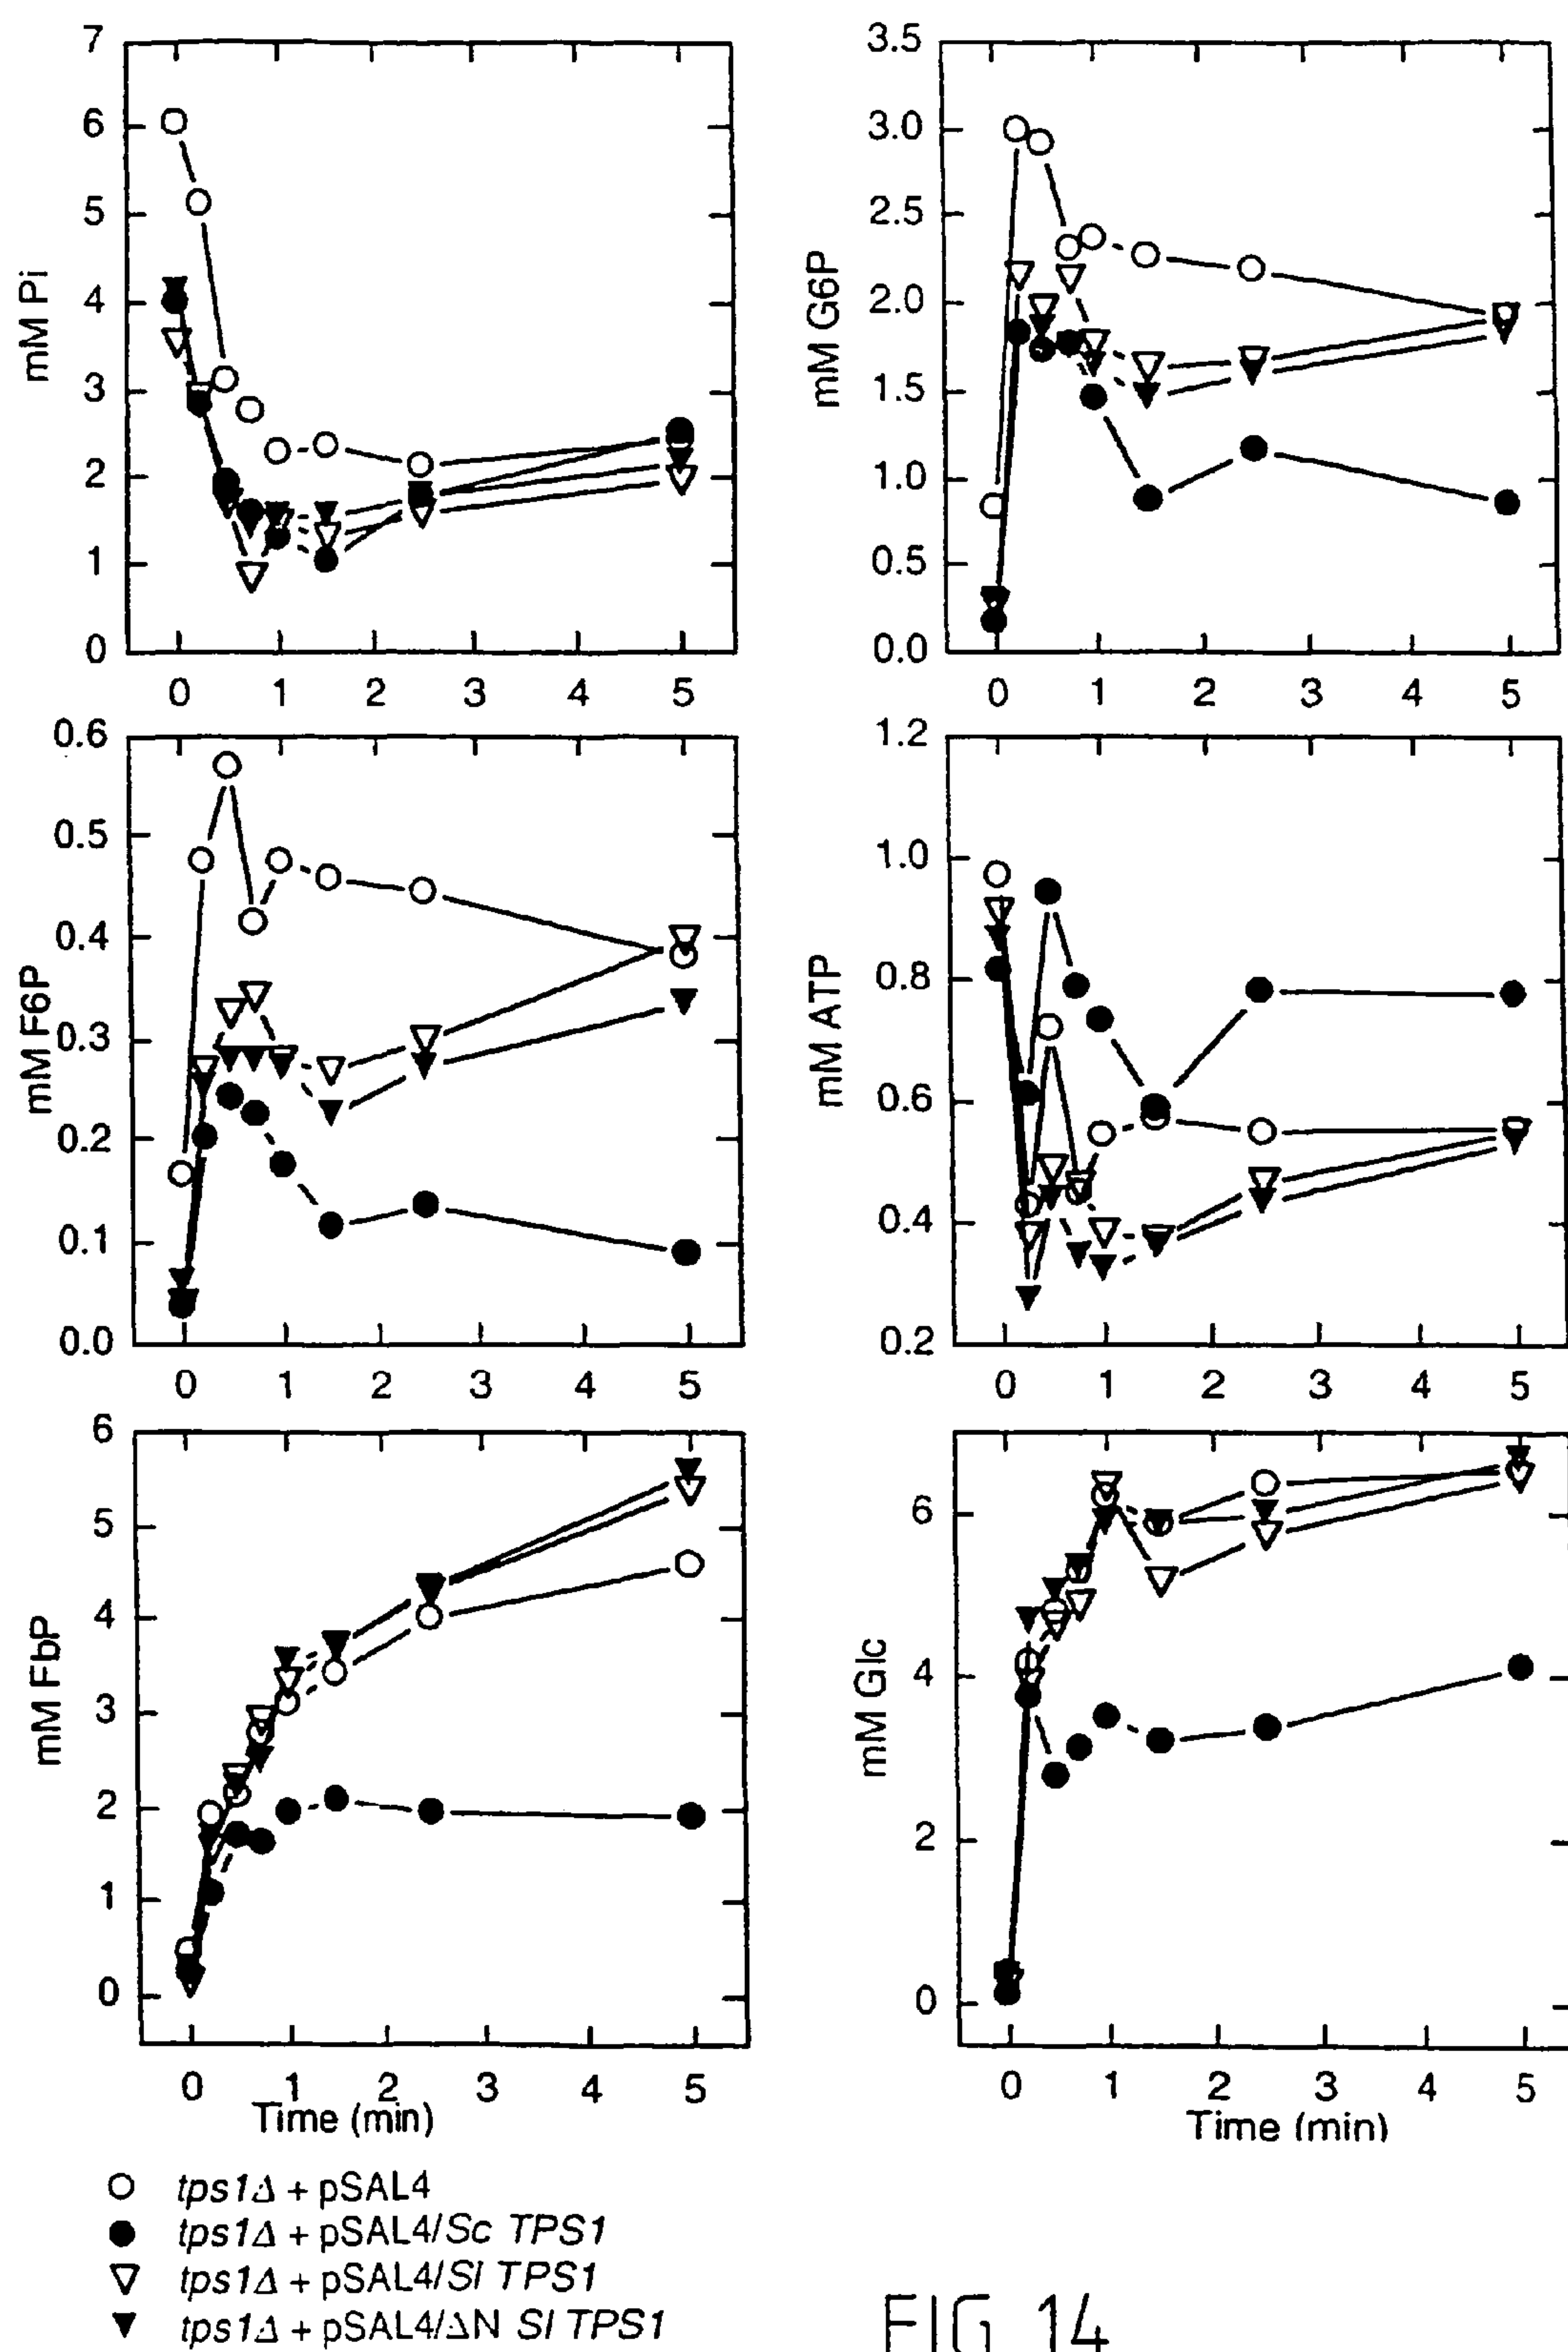 7
6
5
4
3
2
1
0
mM Pi
0 1 2 3 4 5
3.5
3.0
2.5
2.0
1.5
1.0
0.5
0.0
mM G6P
0 1 2 3 4 5
0.6
0.5
0.4
0.3
0.2
0.1
0.0
mM F6P
0 1 2 3 4 5
1.2
1.0
0.8
0.6
0.4
0.2
mM ATP
0 1 2 3 4 5
6
5
4
3
2
1
0
mM FbP
0 1 2 3 4 5
Time (min)
6
4
2
0
mM Glc
0 1 2 3 4 5
Time (min)
tps1Δ + pSAL4
tps1Δ + pSAL4/Sc TPS1
tps1Δ + pSAL4/Sl TPS1
tps1Δ + pSAL4/ΔN Sl TPS1
FIG 14